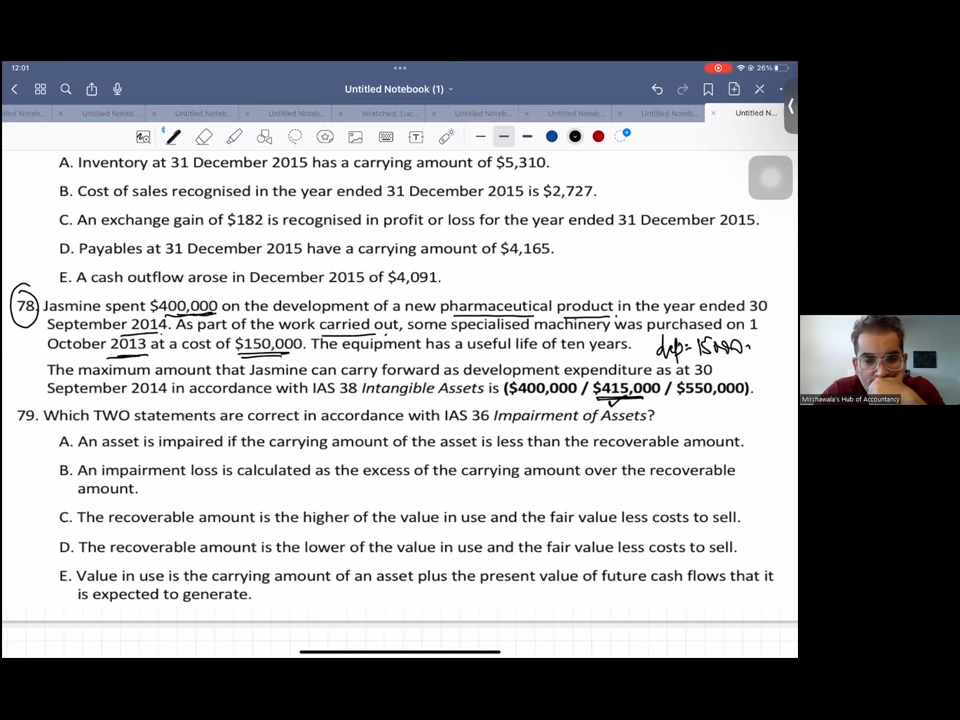 12:01
26%
Untitled Notebook (1)
tled Noteb...
Untitled Noteb...
Untitled Noteb...
Untitled Noteb...
Wretched, Luc...
Untitled Noteb...
Untitled Noteb...
Untitled Noteb...
Untitled N...
A. Inventory at 31 December 2015 has a carrying amount of $5,310.
B. Cost of sales recognised in the year ended 31 December 2015 is $2,727.
C. An exchange gain of $182 is recognised in profit or loss for the year ended 31 December 2015.
D. Payables at 31 December 2015 have a carrying amount of $4,165.
E. A cash outflow arose in December 2015 of $4,091.
78. Jasmine spent $400,000 on the development of a new pharmaceutical product in the year ended 30
September 2014. As part of the work carried out, some specialised machinery was purchased on 1
October 2013 at a cost of $150,000. The equipment has a useful life of ten years.
dep = 15000
The maximum amount that Jasmine can carry forward as development expenditure as at 30
September 2014 in accordance with IAS 38 Intangible Assets is ($400,000 / $415,000 / $550,000).
79. Which TWO statements are correct in accordance with IAS 36 Impairment of Assets?
A. An asset is impaired if the carrying amount of the asset is less than the recoverable amount.
B. An impairment loss is calculated as the excess of the carrying amount over the recoverable
amount.
C. The recoverable amount is the higher of the value in use and the fair value less costs to sell.
D. The recoverable amount is the lower of the value in use and the fair value less costs to sell.
E. Value in use is the carrying amount of an asset plus the present value of future cash flows that it
is expected to generate.
Mirchawala's Hub of Accountancy